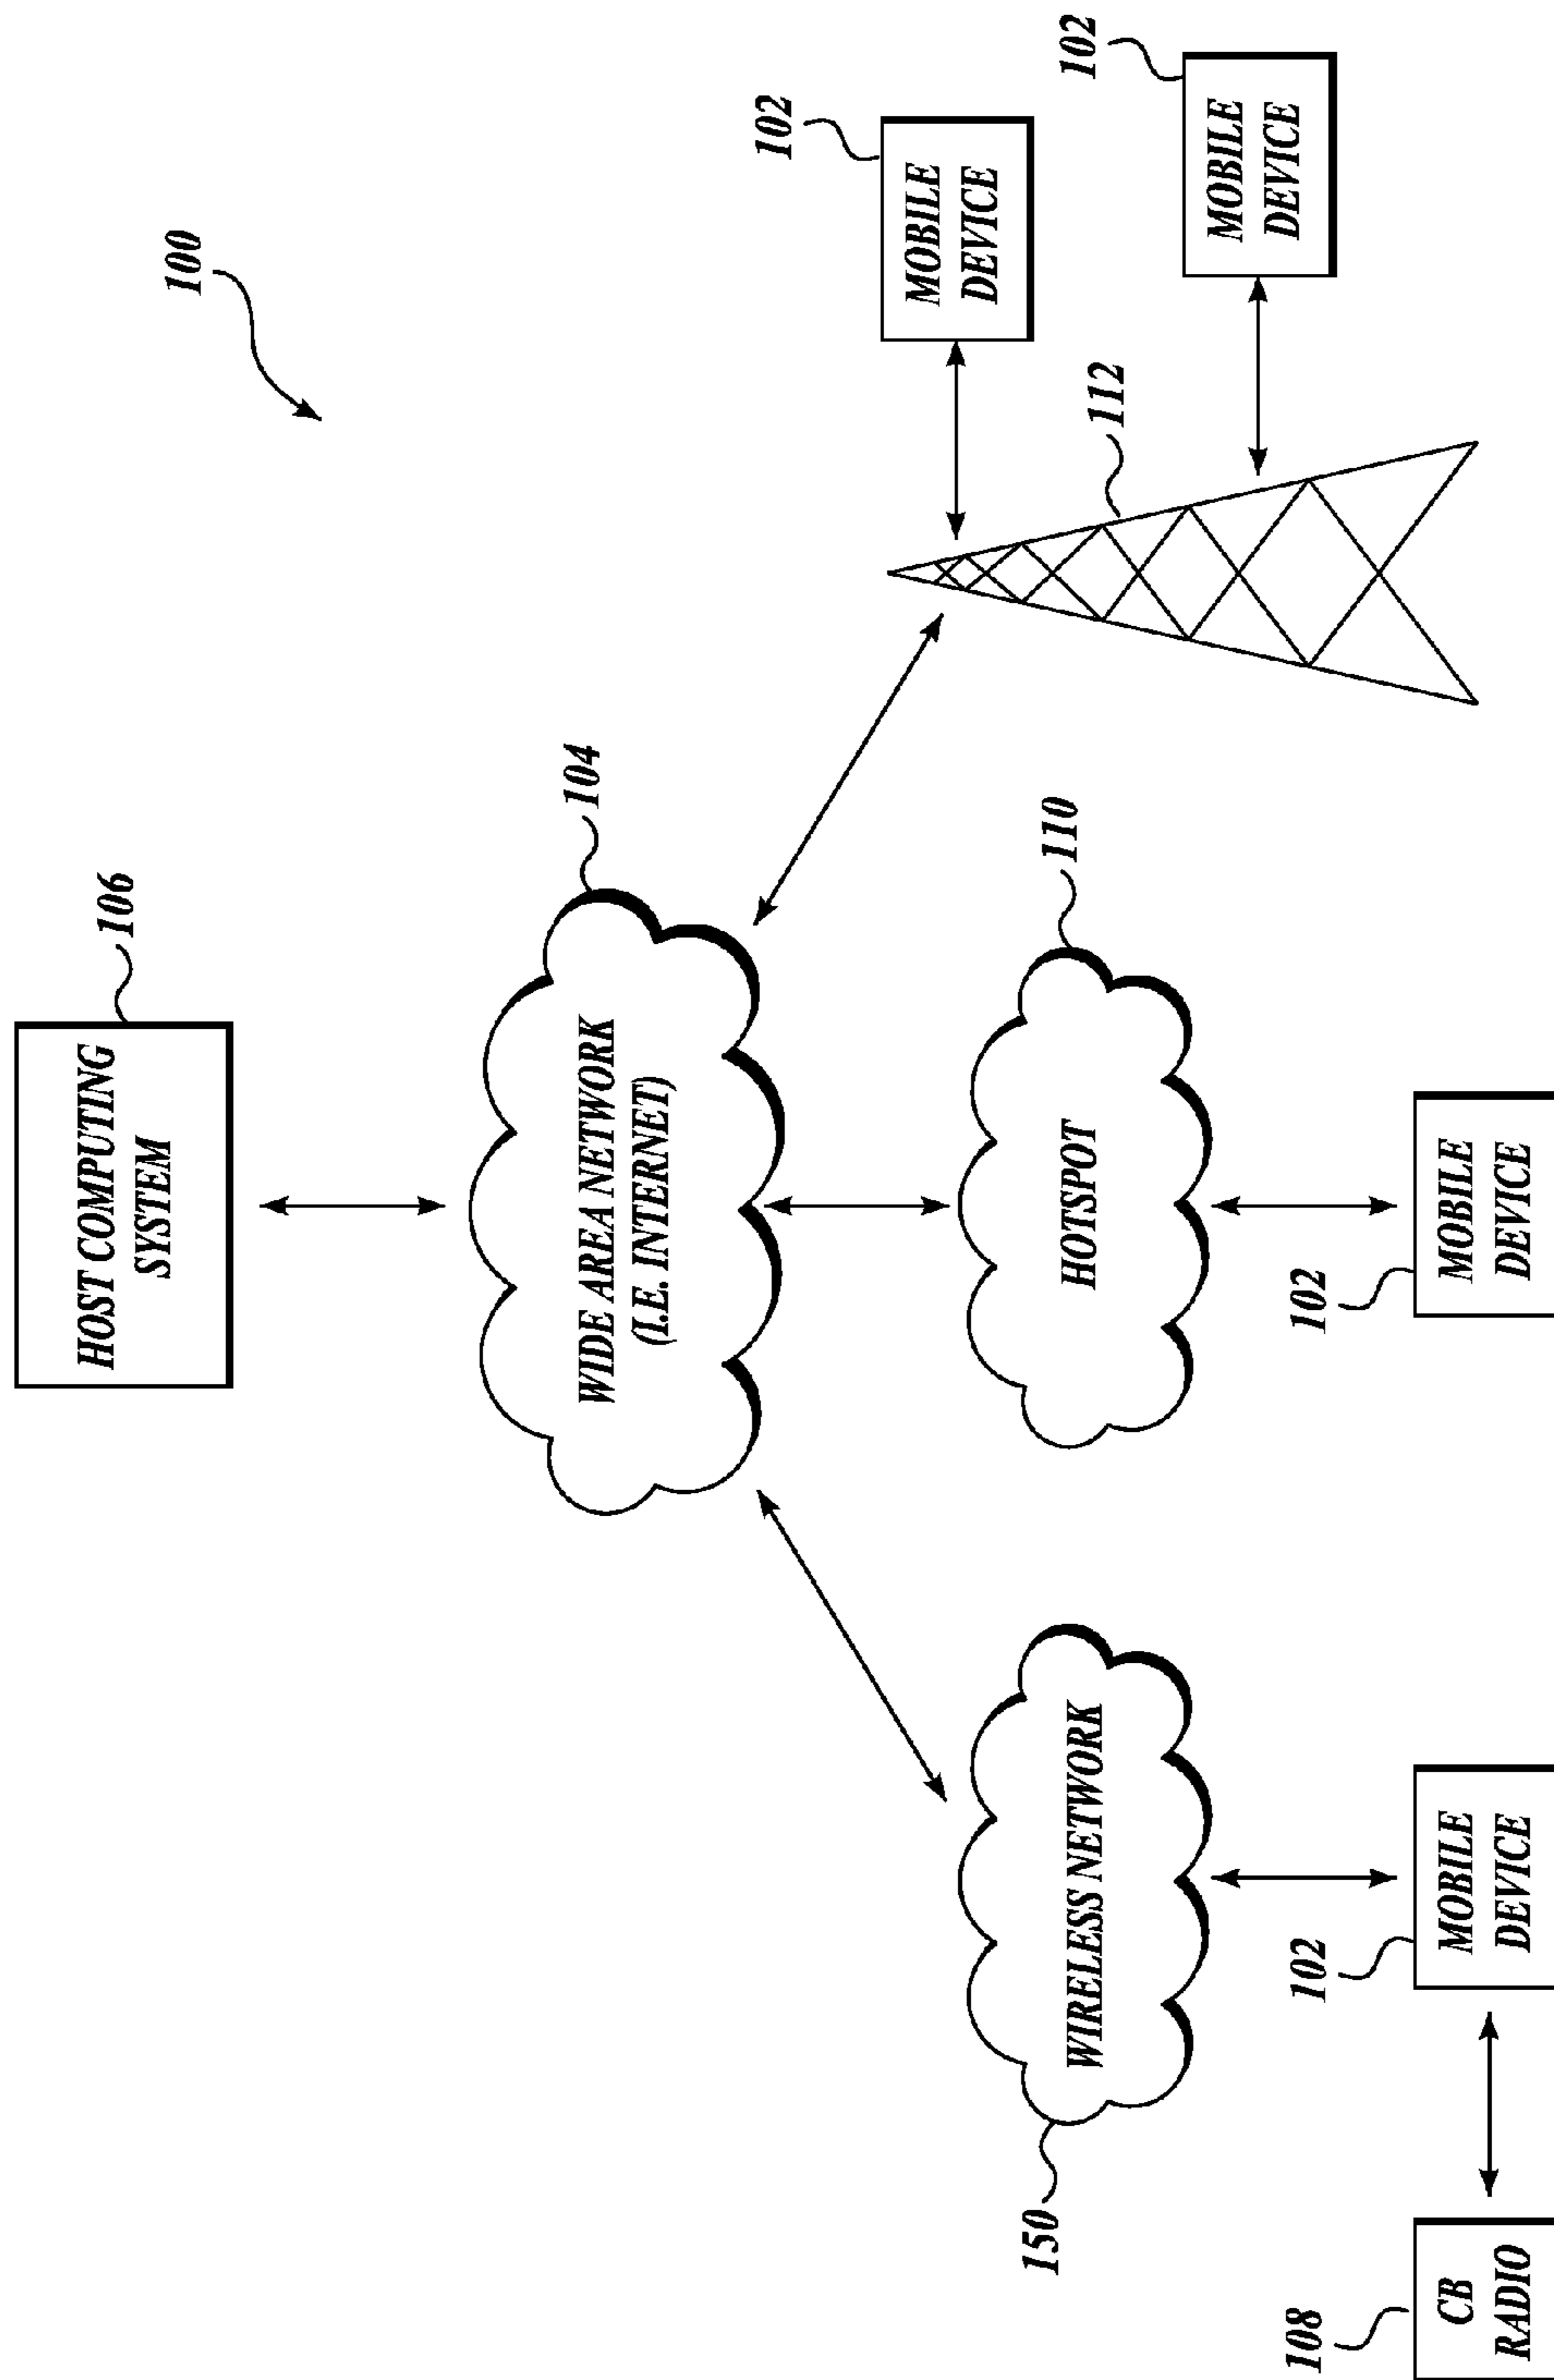 100
HOST COMPUTING
SYSTEM
106
WIDE AREA NETWORK
(I.E. INTERNET)
104
102
MOBILE
DEVICE
112
102
MOBILE
DEVICE
110
HOTSPOT
150
WIRELESS NETWORK
102
MOBILE
DEVICE
102
MOBILE
DEVICE
108
CB
RADIO